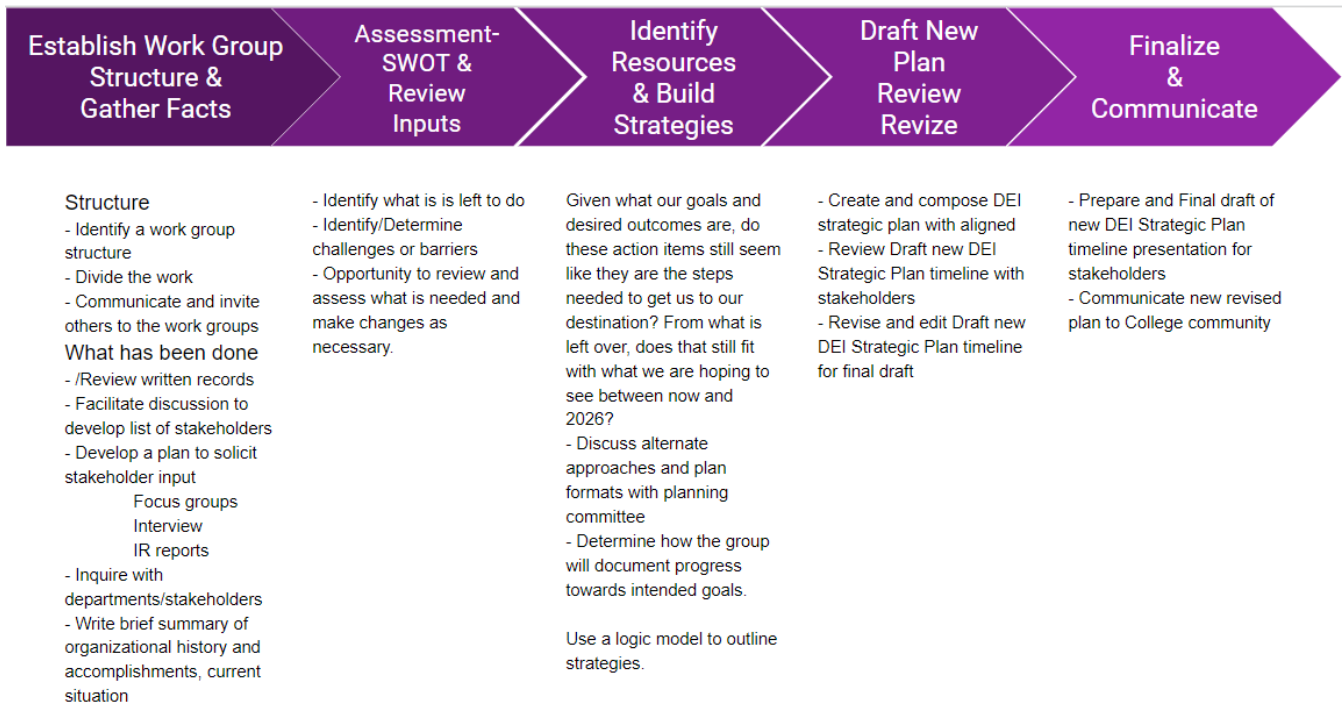 Establish Work Group
Structure &
Gather Facts
Assessment-
SWOT &
Review
Inputs
Identify
Resources
& Build
Strategies
Draft New
Plan
Review
Revize
Finalize
&
Communicate
Structure
- Identify a work group
structure
- Divide the work
- Communicate and invite
others to the work groups
What has been done
- /Review written records
- Facilitate discussion to
develop list of stakeholders
- Develop a plan to solicit
stakeholder input
Focus groups
Interview
IR reports
- Inquire with
departments/stakeholders
- Write brief summary of
organizational history and
accomplishments, current
situation
- Identify what is is left to do
- Identify/Determine
challenges or barriers
- Opportunity to review and
assess what is needed and
make changes as
necessary.
Given what our goals and
desired outcomes are, do
these action items still seem
like they are the steps
needed to get us to our
destination? From what is
left over, does that still fit
with what we are hoping to
see between now and
2026?
- Discuss alternate
approaches and plan
formats with planning
committee
- Determine how the group
will document progress
towards intended goals.
Use a logic model to outline
strategies.
- Create and compose DEI
strategic plan with aligned
- Review Draft new DEI
Strategic Plan timeline with
stakeholders
- Revise and edit Draft new
DEI Strategic Plan timeline
for final draft
- Prepare and Final draft of
new DEI Strategic Plan
timeline presentation for
stakeholders
- Communicate new revised
plan to College community